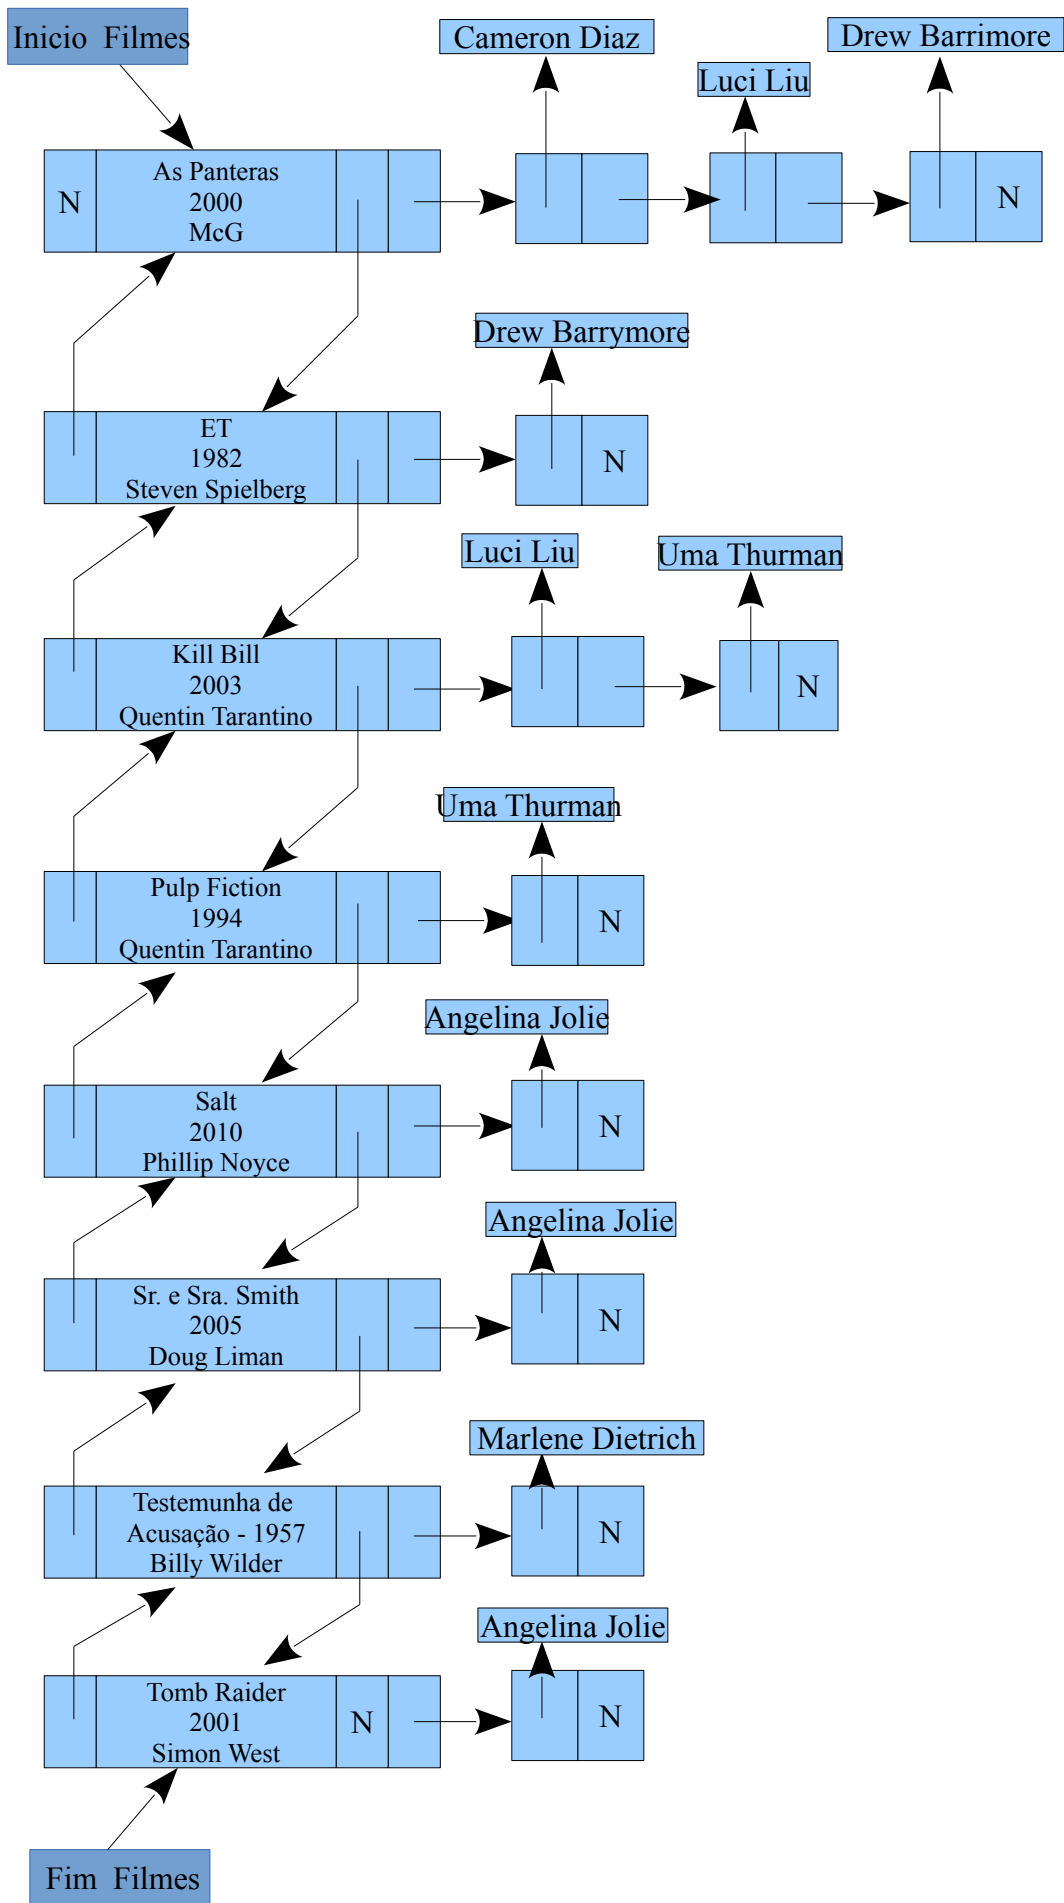 Inicio Filmes
Cameron Diaz
Luci Liu
Drew Barrimore
N
As Panteras
2000
McG
N
Drew Barrymore
ET
1982
Steven Spielberg
N
Luci Liu
Uma Thurman
Kill Bill
2003
Quentin Tarantino
N
Uma Thurman
Pulp Fiction
1994
Quentin Tarantino
N
Angelina Jolie
Salt
2010
Phillip Noyce
N
Angelina Jolie
Sr. e Sra. Smith
2005
Doug Liman
N
Marlene Dietrich
Testemunha de
Acusação - 1957
Billy Wilder
N
Angelina Jolie
Tomb Raider
2001
Simon West
N
N
Fim Filmes